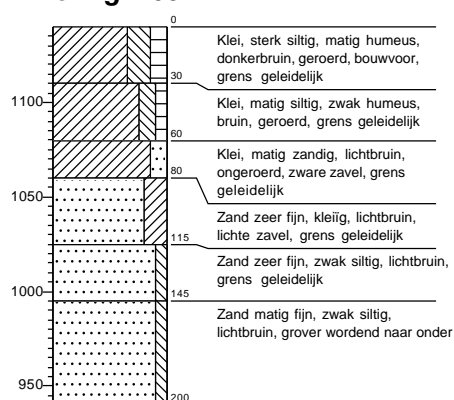 0
Klei, sterk siltig, matig humeus,
donkerbruin, geroerd, bouwvoor,
grens geleidelijk
30
1100
Klei, matig siltig, zwak humeus,
bruin, geroerd, grens geleidelijk
60
Klei, matig zandig, lichtbruin,
ongeroerd, zware zavel, grens
geleidelijk
80
1050
Zand zeer fijn, kleiïg, lichtbruin,
lichte zavel, grens geleidelijk
115
Zand zeer fijn, zwak siltig, lichtbruin,
grens geleidelijk
1000
145
Zand matig fijn, zwak siltig,
lichtbruin, grover wordend naar onder
950
200